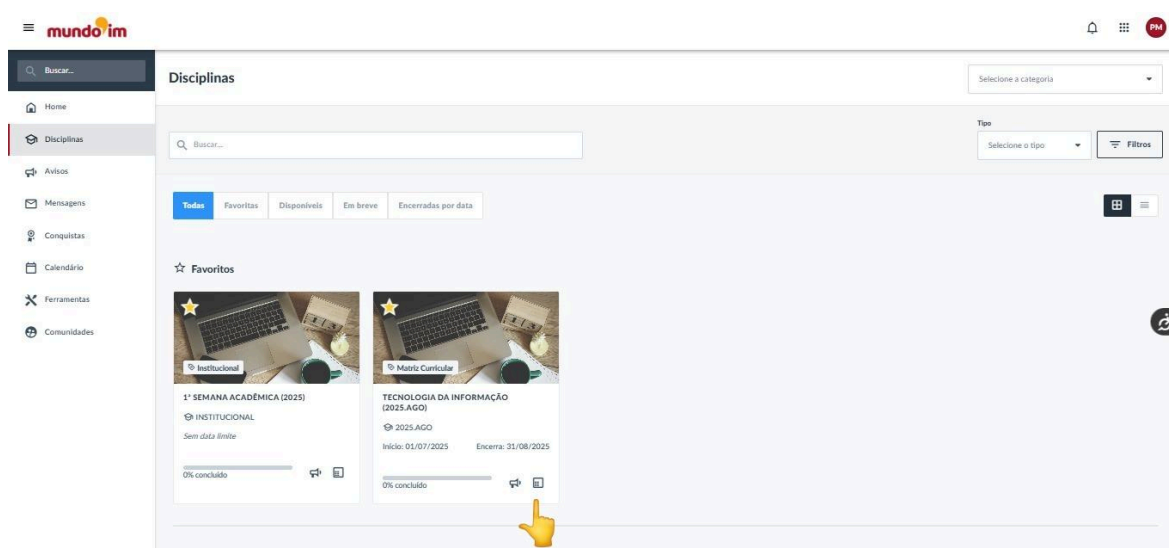 mundo im
PM
Buscar...
Home
Disciplinas
Avisos
Mensagens
Conquistas
Calendário
Ferramentas
Comunidades
Disciplinas
Selecione a categoria
Buscar...
Tipo
Selecione o tipo
Filtros
Todas
Favoritas
Disponíveis
Em breve
Encerradas por data
Favoritos
Institucional
1ª SEMANA ACADÊMICA (2025)
INSTITUCIONAL
Sem data limite
0% concluído
Matriz Curricular
TECNOLOGIA DA INFORMAÇÃO
(2025.AGO)
2025.AGO
Início: 01/07/2025 Encerra: 31/08/2025
0% concluído